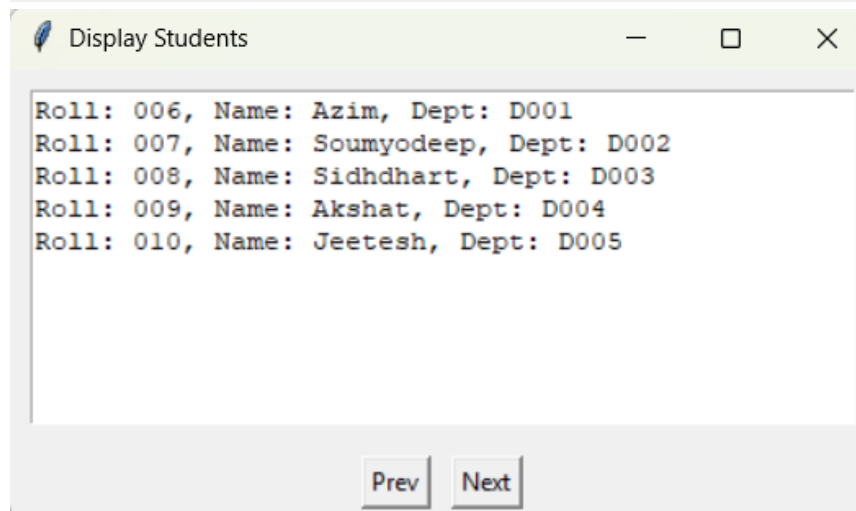 Display Students
Roll: 006, Name: Azim, Dept: D001
Roll: 007, Name: Soumyodeep, Dept: D002
Roll: 008, Name: Sidhdhart, Dept: D003
Roll: 009, Name: Akshat, Dept: D004
Roll: 010, Name: Jeetesh, Dept: D005
Prev Next